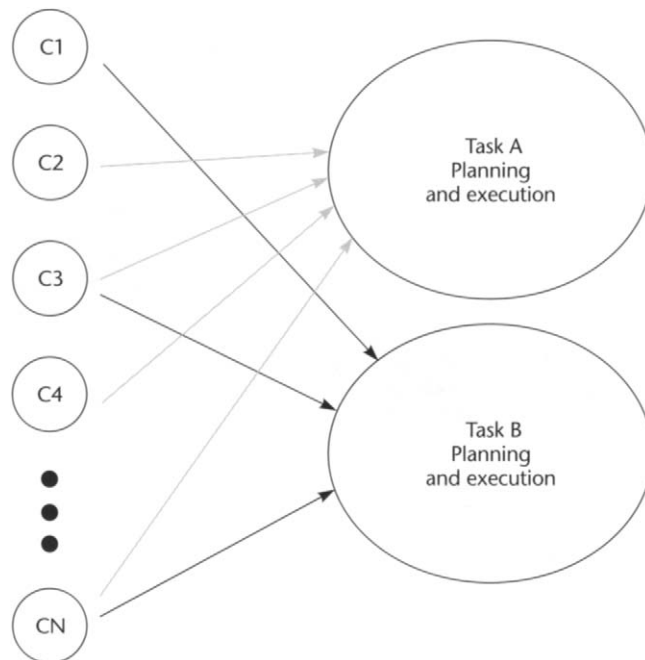 C1
C2
C3
C4
CN
Task A
Planning
and execution
Task B
Planning
and execution